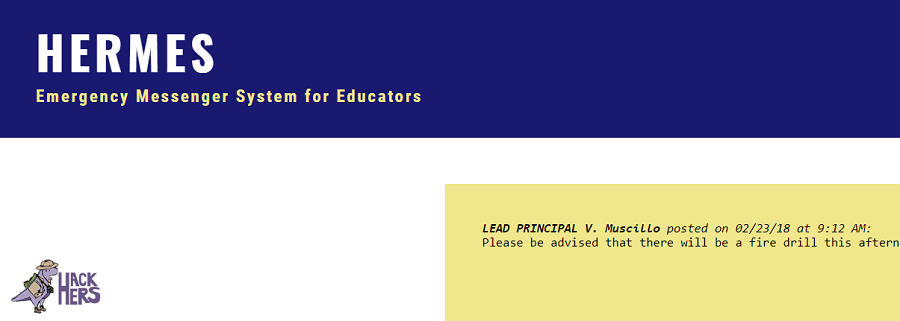 HERMES
Emergency Messenger System for Educators
LEAD PRINCIPAL V. Muscillo posted on 02/23/18 at 9:12 AM:
Please be advised that there will be a fire drill this aftern
HACK
HERS